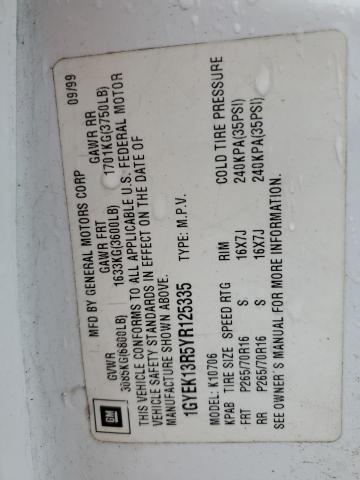 GM
MFD BY GENERAL MOTORS CORP 09/99
GVWR GAWR FRT GAWR RR
3085KG(6800LB) 1633KG(3600LB) 1701KG(3750LB)
THIS VEHICLE CONFORMS TO ALL APPLICABLE U.S. FEDERAL MOTOR
VEHICLE SAFETY STANDARDS IN EFFECT ON THE DATE OF
MANUFACTURE SHOWN ABOVE.
1GYEK13R5YR125335 TYPE: M.P.V.
MODEL: K10706
KPAB TIRE SIZE SPEED RTG RIM COLD TIRE PRESSURE
FRT P265/70R16 S 16X7J 240KPA(35PSI)
RR P265/70R16 S 16X7J 240KPA(35PSI)
SEE OWNER'S MANUAL FOR MORE INFORMATION.